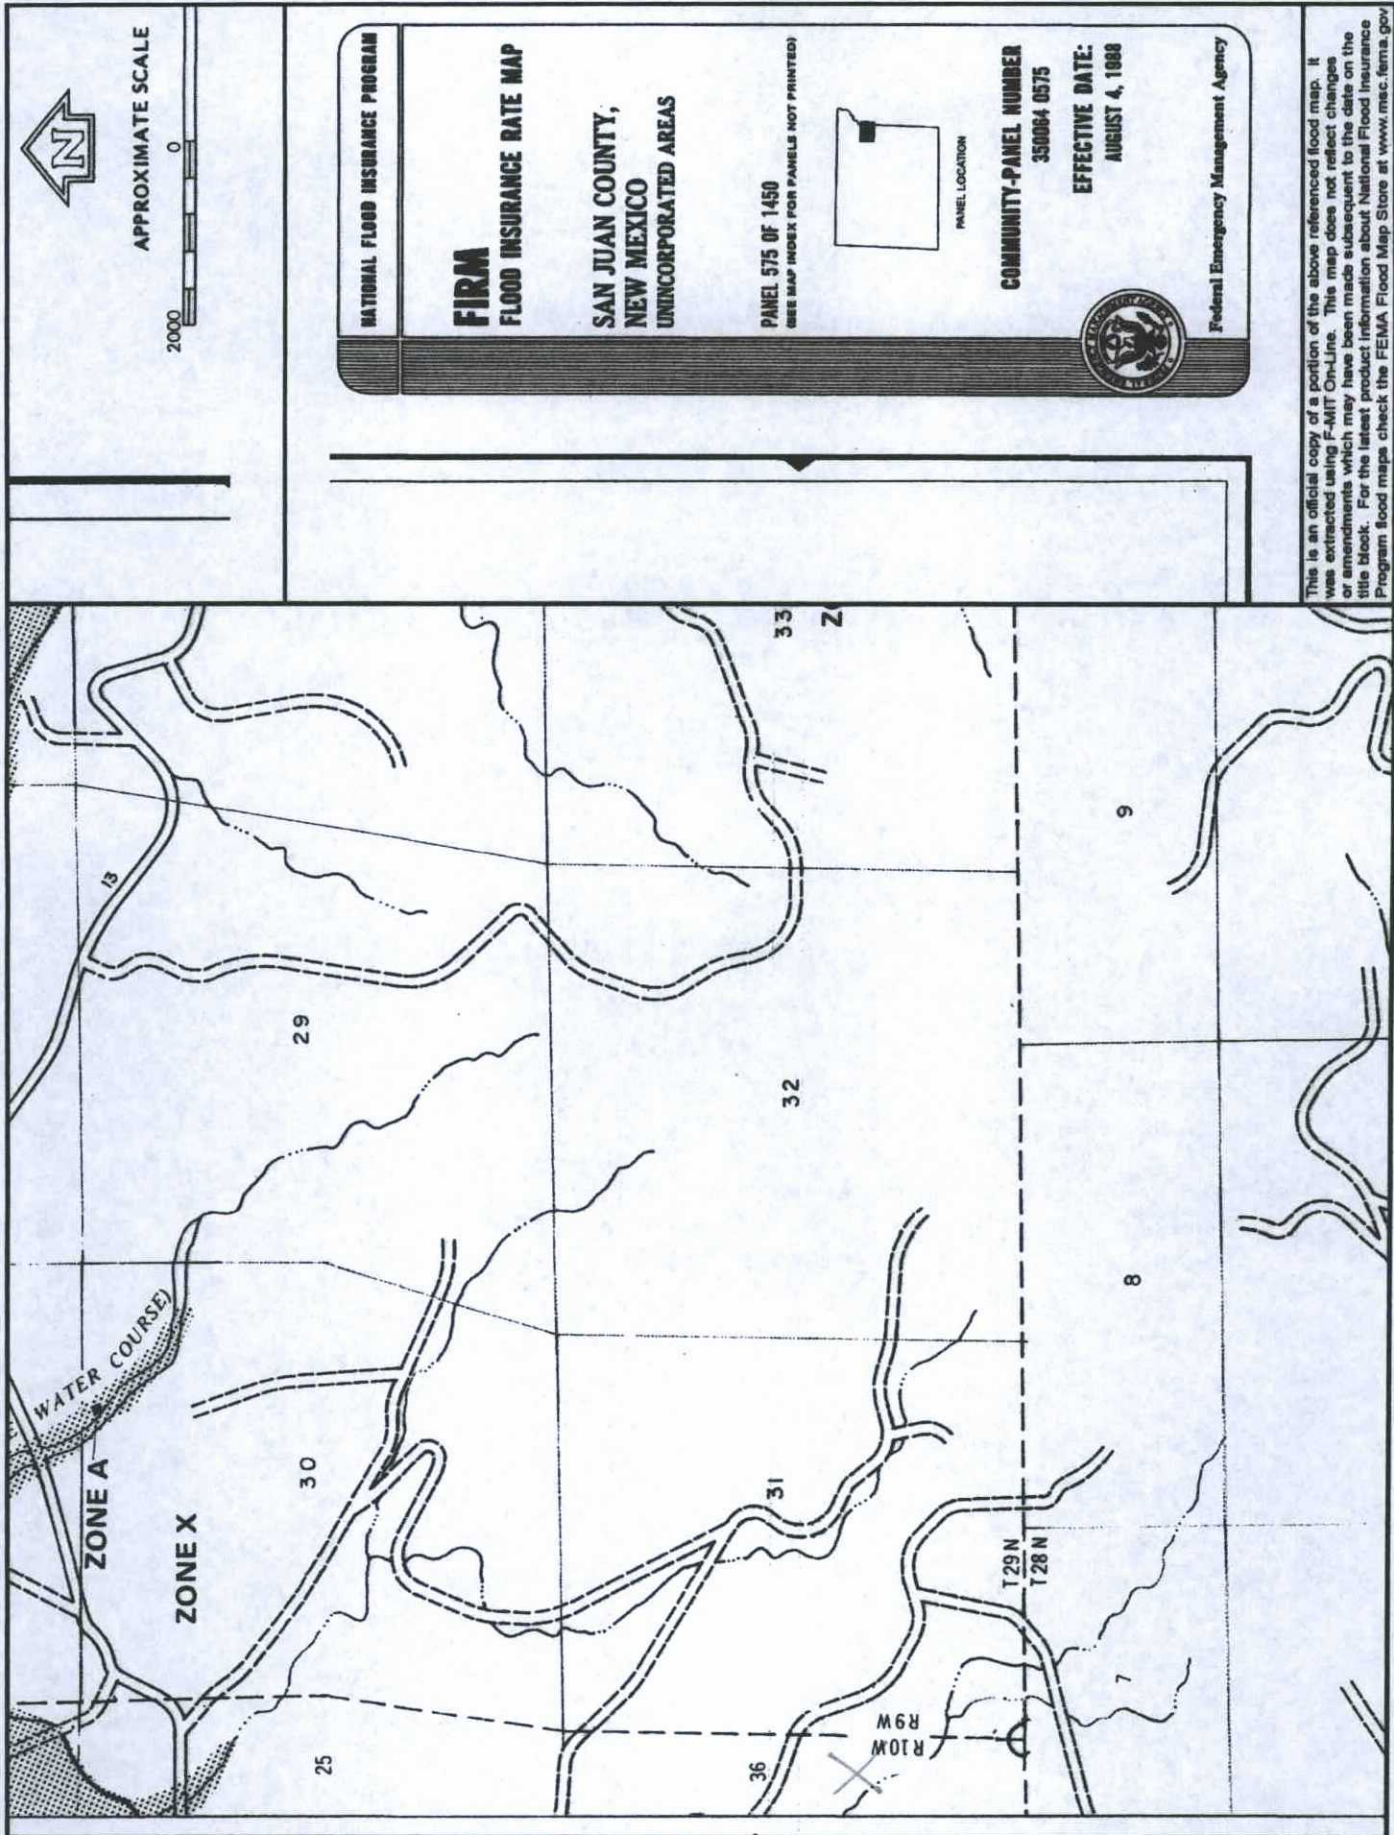 APPROXIMATE SCALE
2000
0
N
NATIONAL FLOOD INSURANCE PROGRAM
FIRM
FLOOD INSURANCE RATE MAP
SAN JUAN COUNTY,
NEW MEXICO
UNINCORPORATED AREAS
PANEL 575 OF 1450
(SEE MAP INDEX FOR PANELS NOT PRINTED)
PANEL LOCATION
COMMUNITY-PANEL NUMBER
350064 0575
EFFECTIVE DATE:
AUGUST 4, 1988
Federal Emergency Management Agency
This is an official copy of a portion of the above referenced flood map. It
was extracted using F-MIT On-Line. This map does not reflect changes
or amendments which may have been made subsequent to the date on the
title block. For the latest product information about National Flood Insurance
Program flood maps check the FEMA Flood Map Store at www.msc.fema.gov
WATER COURSE)
ZONE A
ZONE X
13
29
30
25
33
32
31
36
R9W
R10W
T29N
T28N
9
8
7